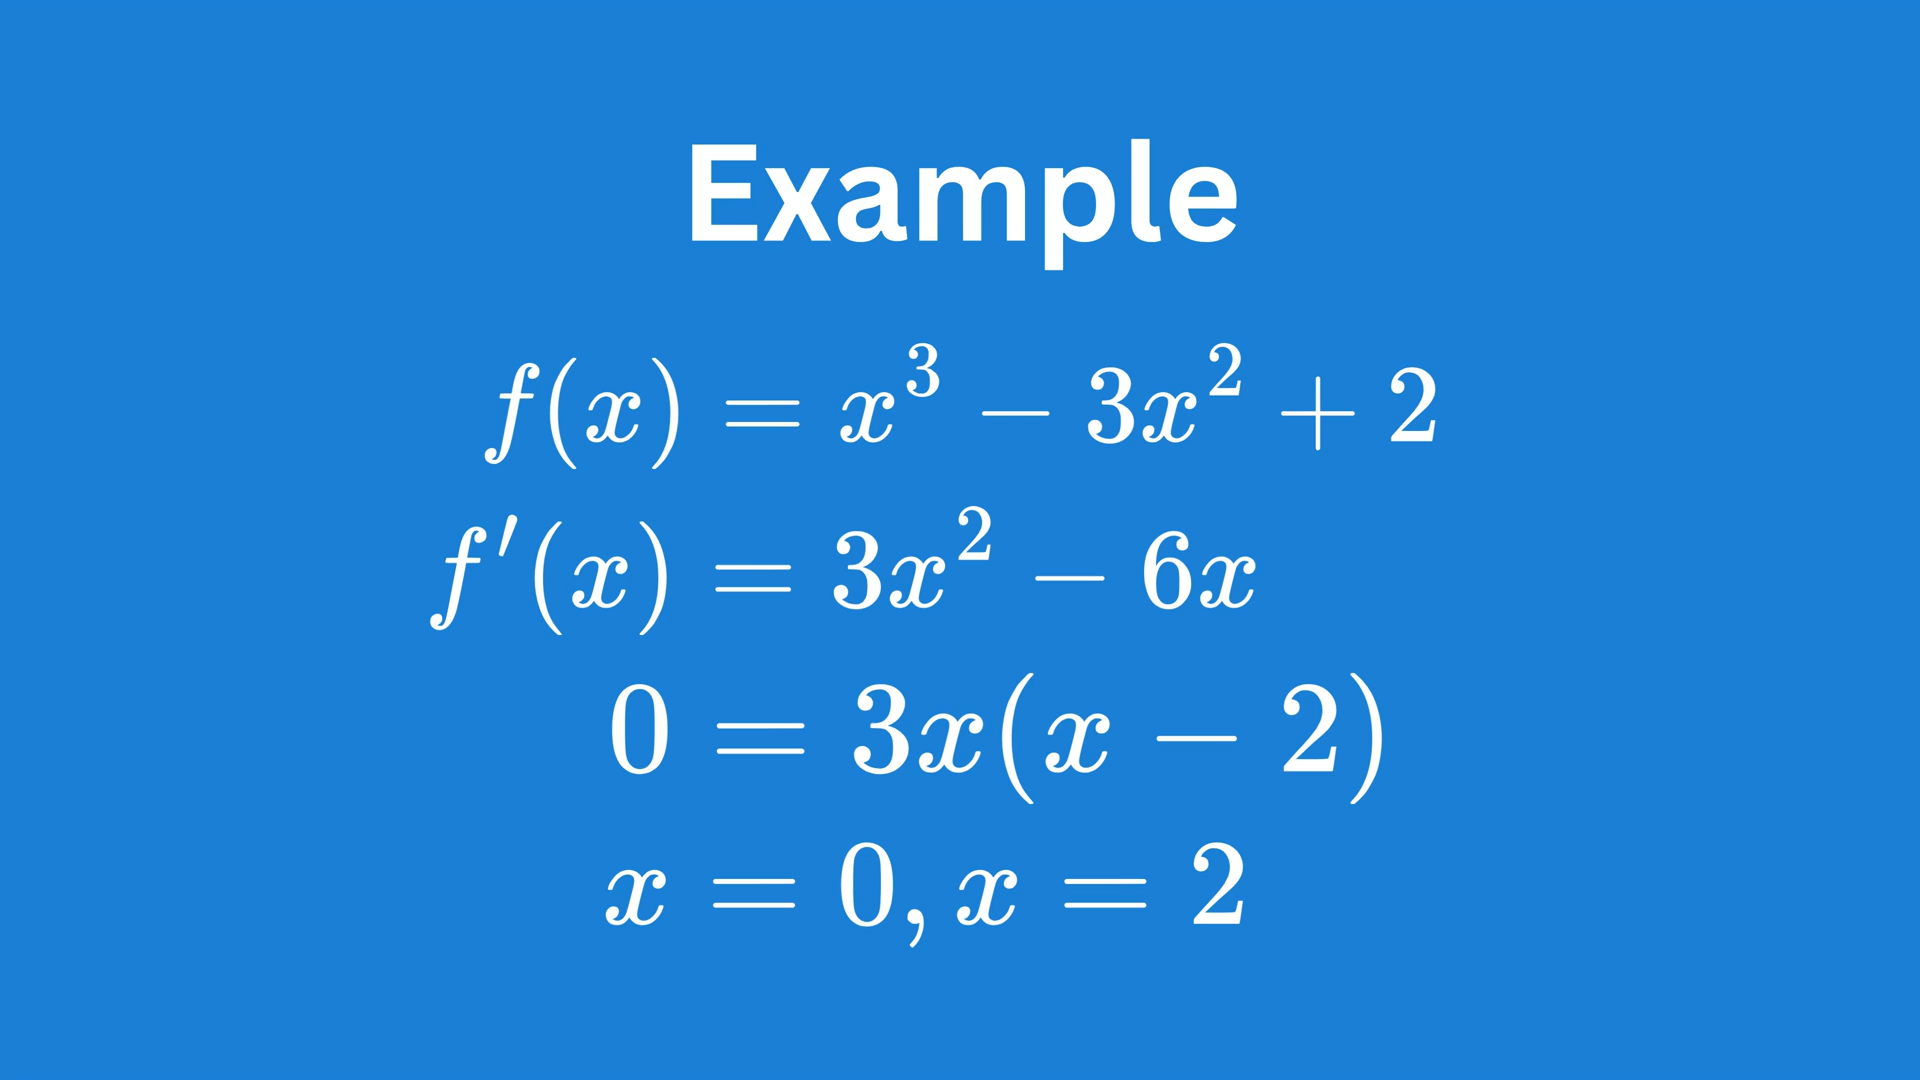 Example
f(x) = x³ − 3x² + 2
f′(x) = 3x² − 6x
0 = 3x(x − 2)
x = 0, x = 2